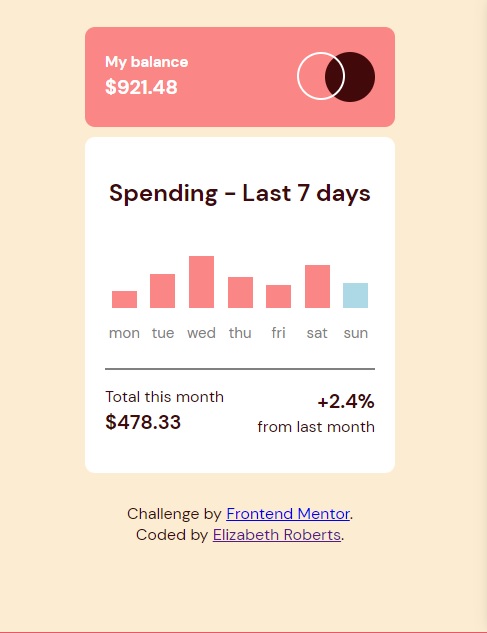 My balance
$921.48
Spending - Last 7 days
mon tue wed thu fri sat sun
Total this month
$478.33
+2.4%
from last month
Challenge by Frontend Mentor.
Coded by Elizabeth Roberts.